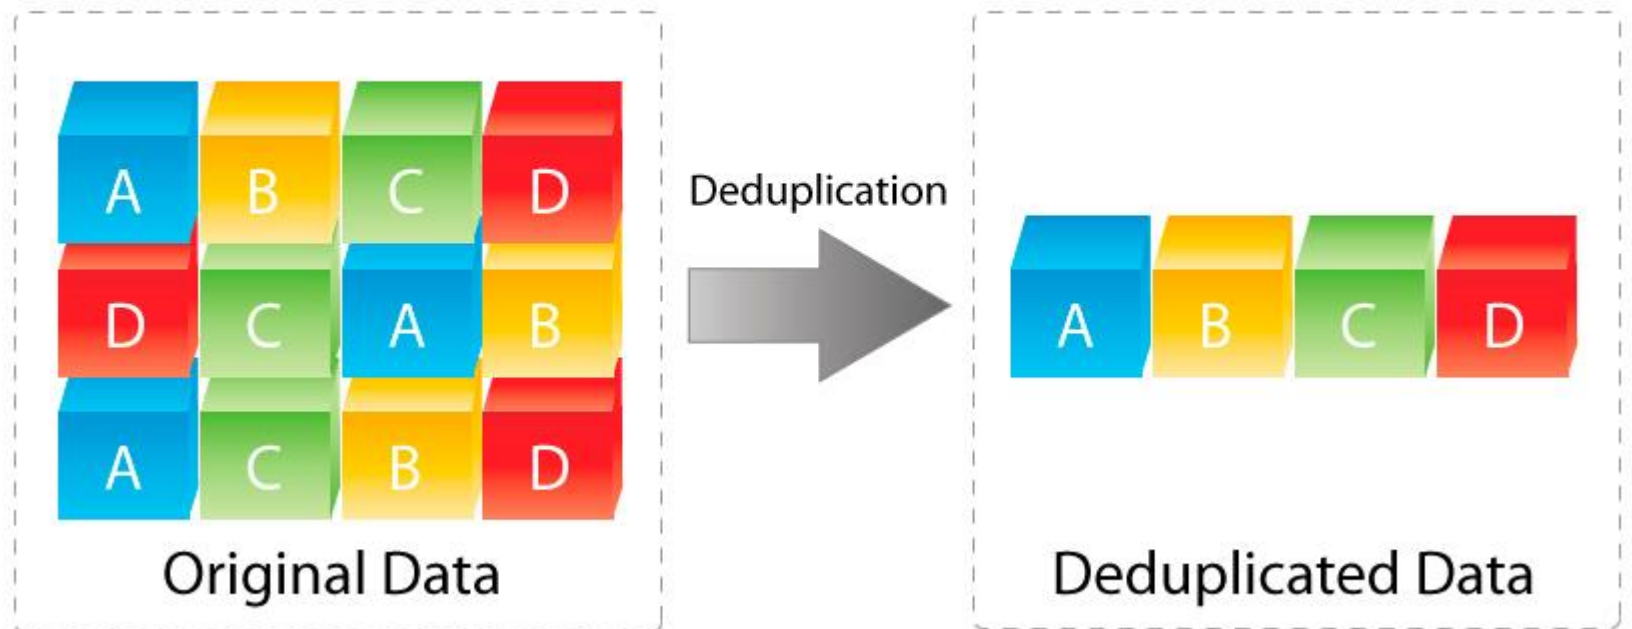 A B C D
Deduplication
D C A B
A C B D
A B C D
Original Data
Deduplicated Data